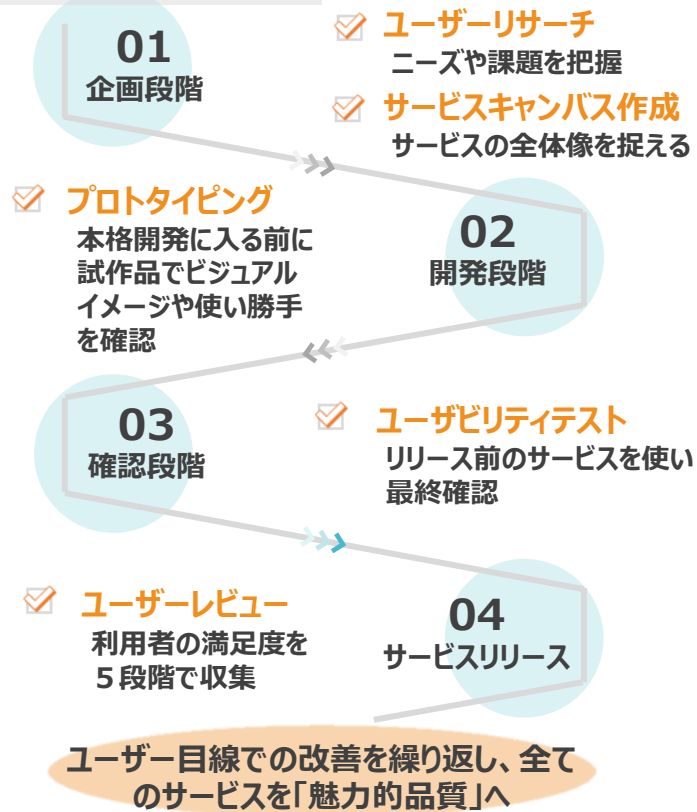 01
企画段階
ユーザーリサーチ
ニーズや課題を把握
サービスキャンバス作成
サービスの全体像を捉える
プロトタイピング
本格開発に入る前に
試作品でビジュアル
イメージや使い勝手
を確認
02
開発段階
03
確認段階
ユーザビリティテスト
リリース前のサービスを使い
最終確認
ユーザーレビュー
利用者の満足度を
５段階で収集
04
サービスリリース
ユーザー目線での改善を繰り返し、全て
のサービスを「魅力的品質」へ